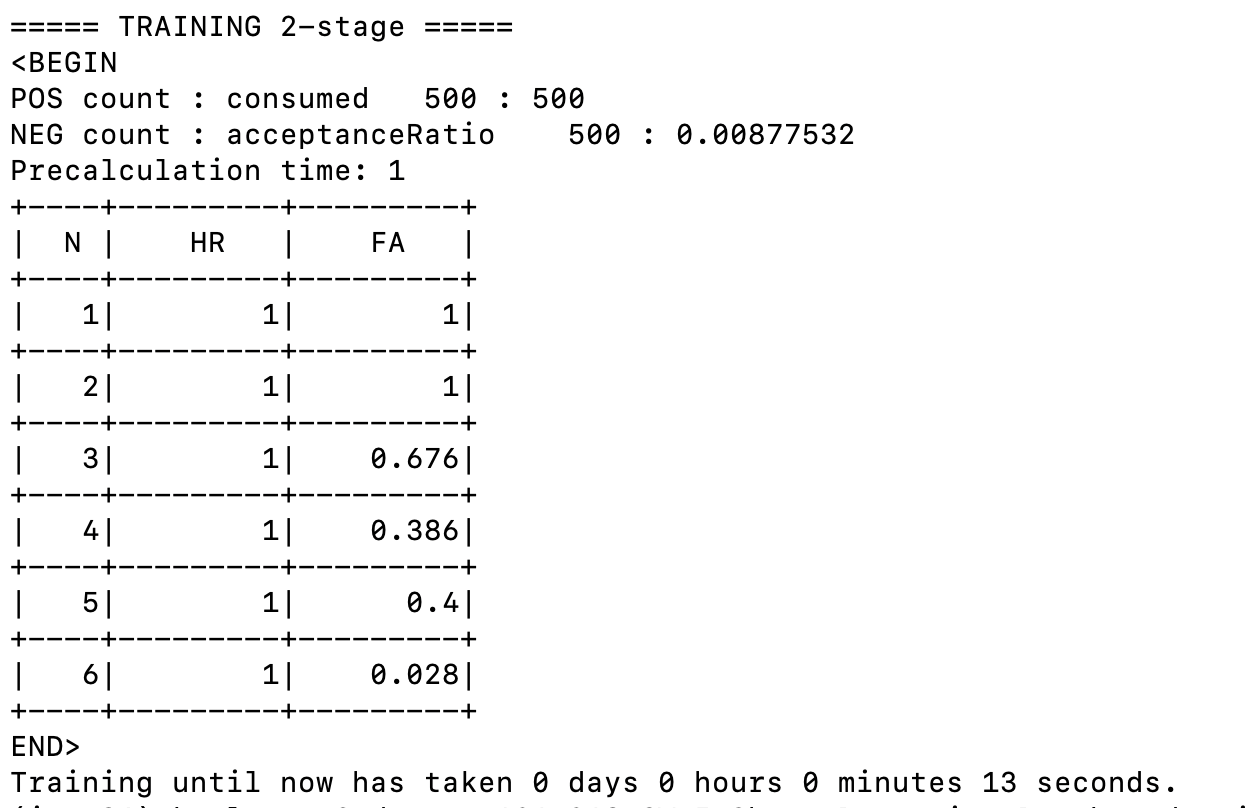 ===== TRAINING 2-stage =====
<BEGIN
POS count : consumed   500 : 500
NEG count : acceptanceRatio    500 : 0.00877532
Precalculation time: 1
+----+---------+---------+
|  N |    HR   |    FA   |
+----+---------+---------+
|   1|        1|        1|
+----+---------+---------+
|   2|        1|        1|
+----+---------+---------+
|   3|        1|    0.676|
+----+---------+---------+
|   4|        1|    0.386|
+----+---------+---------+
|   5|        1|      0.4|
+----+---------+---------+
|   6|        1|    0.028|
+----+---------+---------+
END>
Training until now has taken 0 days 0 hours 0 minutes 13 seconds.